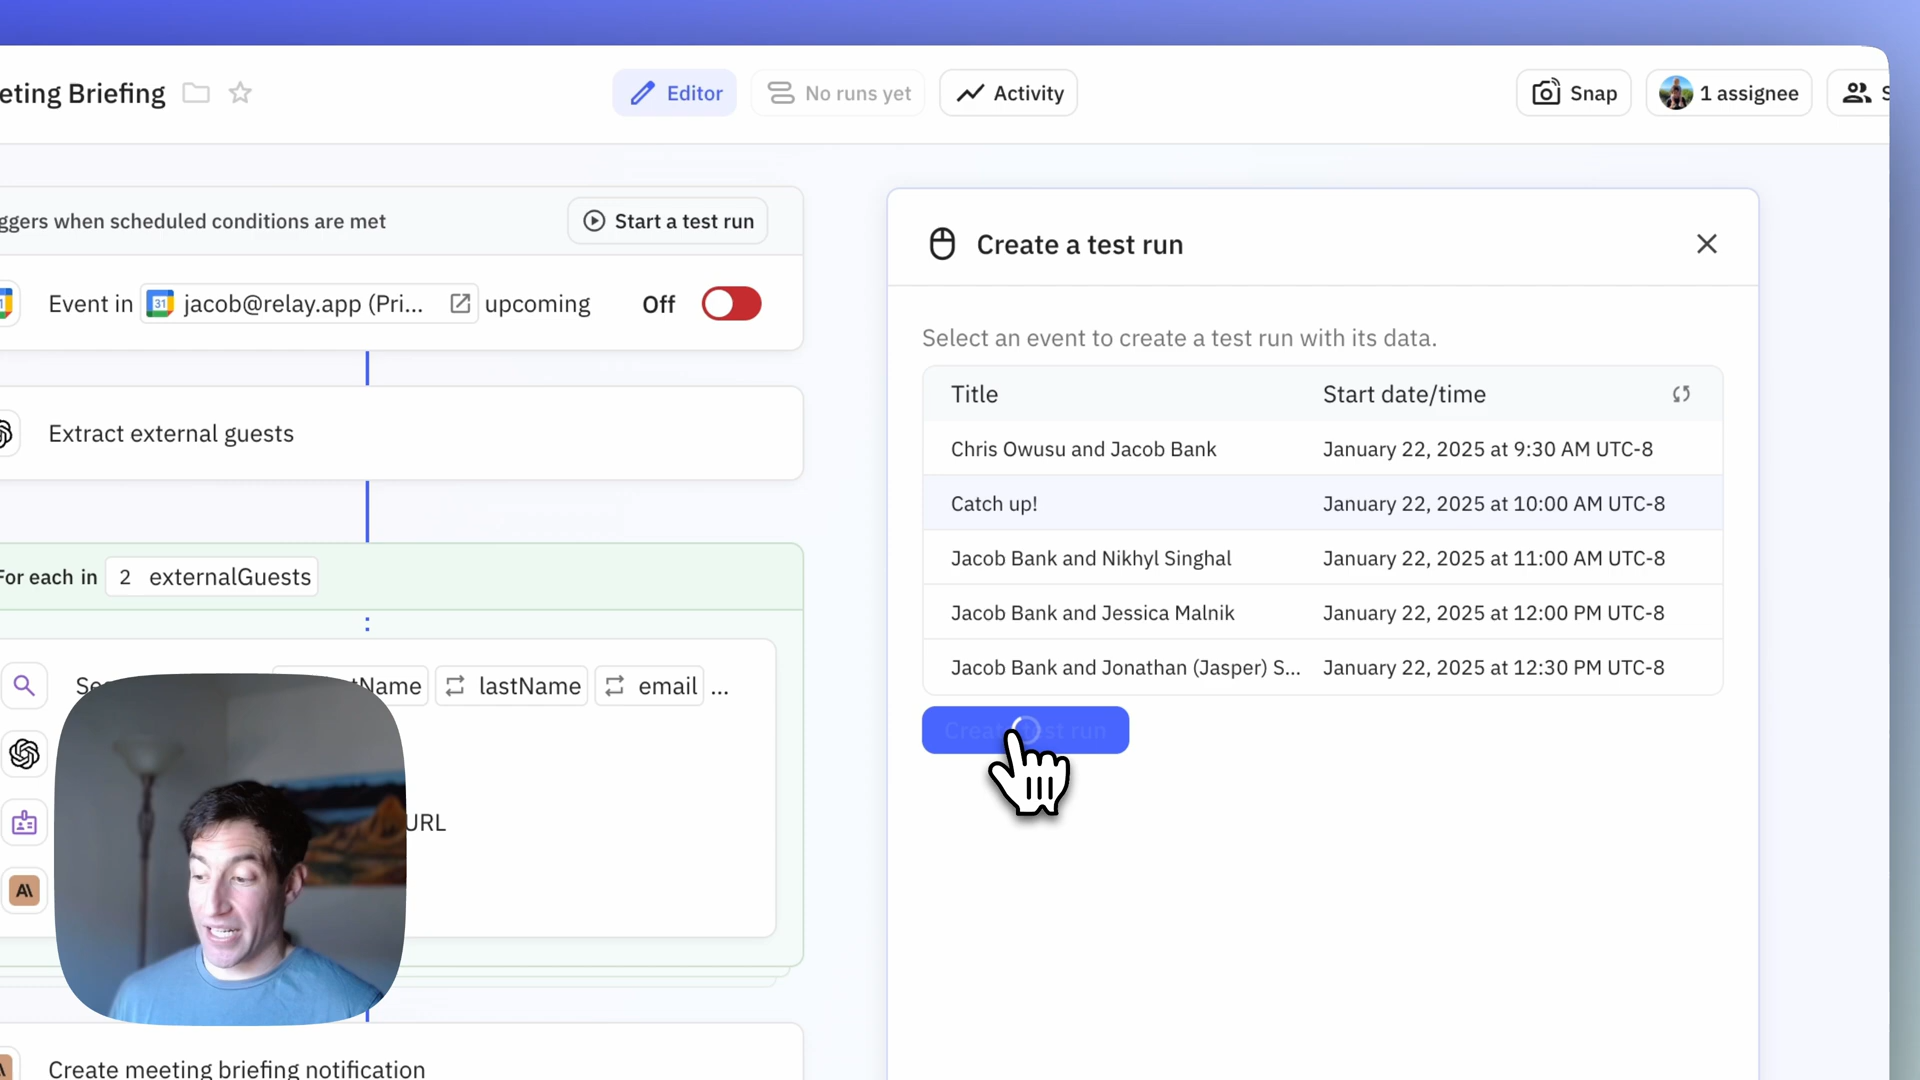 eting Briefing
Editor
No runs yet
Activity
Snap
1 assignee
ggers when scheduled conditions are met
Start a test run
Event in 31 jacob@relay.app (Pri... upcoming
Off
Extract external guests
For each in 2 externalGuests
lastName
email ...
URL
Create meeting briefing notification
Create a test run
Select an event to create a test run with its data.
Title Start date/time
Chris Owusu and Jacob Bank January 22, 2025 at 9:30 AM UTC-8
Catch up! January 22, 2025 at 10:00 AM UTC-8
Jacob Bank and Nikhyl Singhal January 22, 2025 at 11:00 AM UTC-8
Jacob Bank and Jessica Malnik January 22, 2025 at 12:00 PM UTC-8
Jacob Bank and Jonathan (Jasper) S... January 22, 2025 at 12:30 PM UTC-8